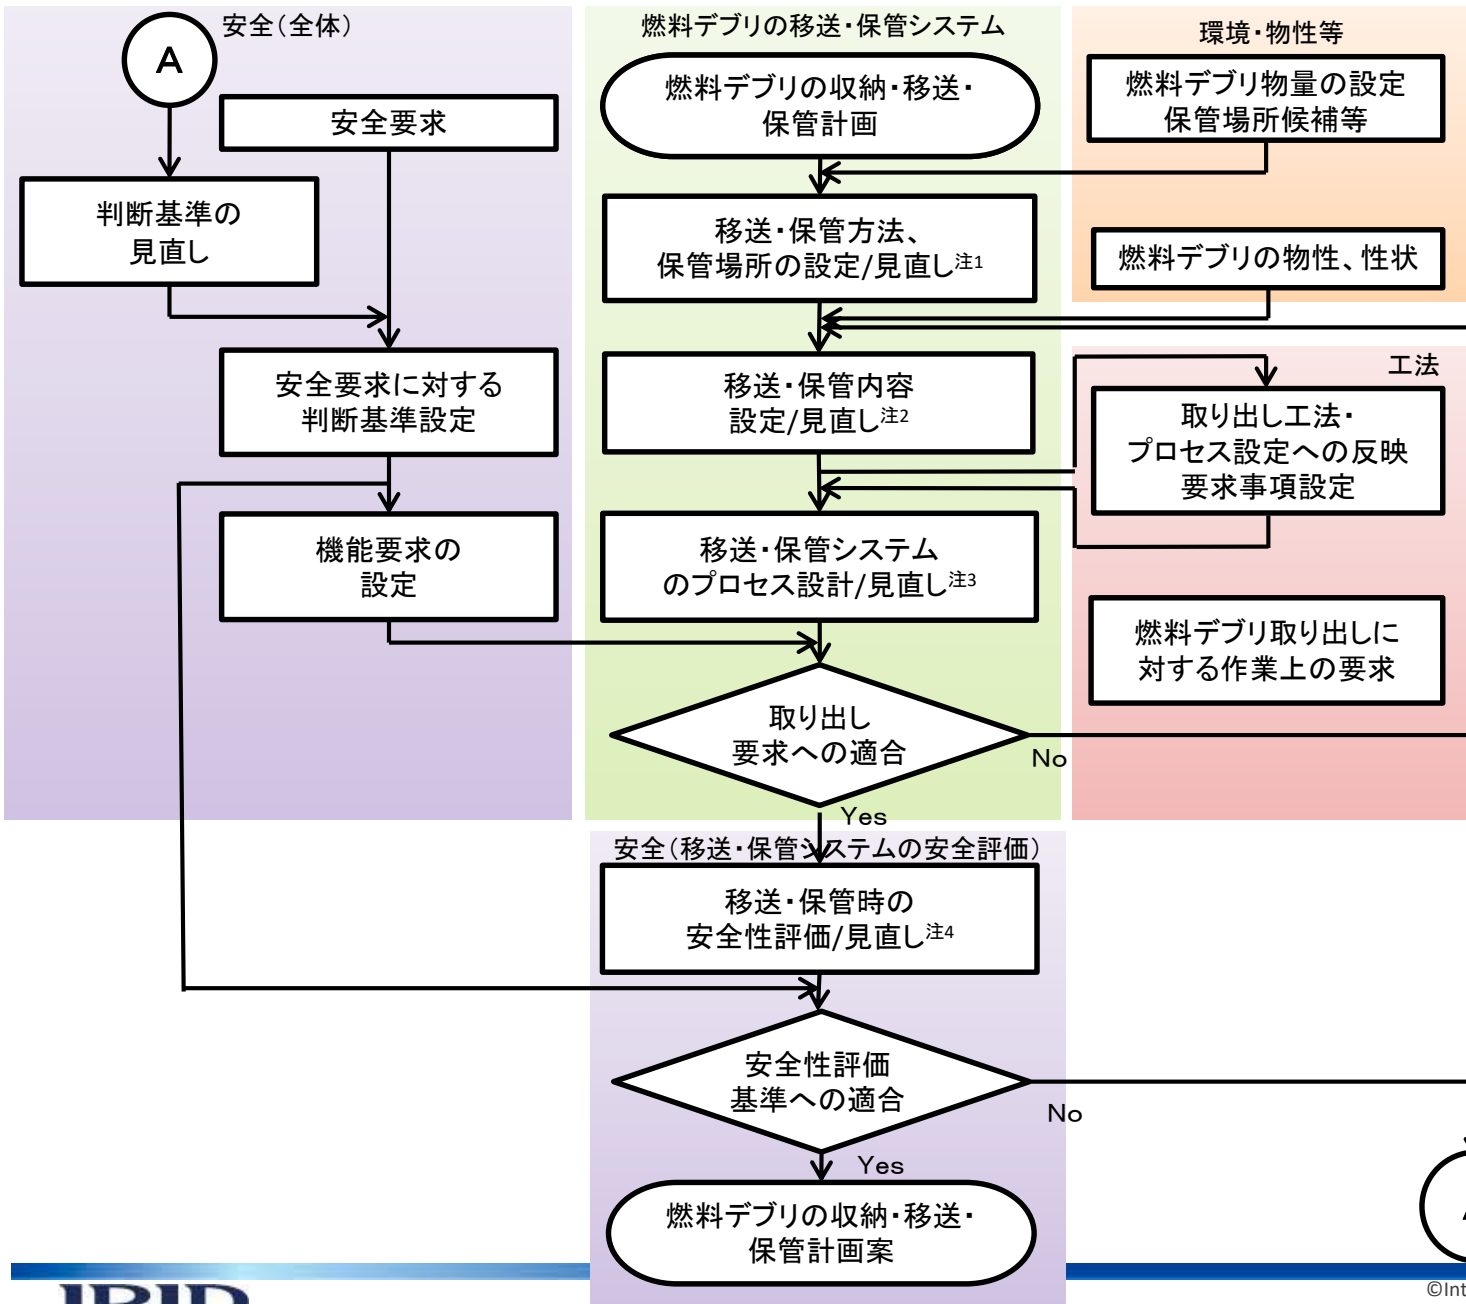 安全(全体)
A
安全要求
判断基準の
見直し
安全要求に対する
判断基準設定
機能要求の
設定
燃料デブリの移送・保管システム
燃料デブリの収納・移送・
保管計画
移送・保管方法、
保管場所の設定/見直し注1
移送・保管内容
設定/見直し注2
移送・保管システム
のプロセス設計/見直し注3
取り出し
要求への適合
No
Yes
環境・物性等
燃料デブリ物量の設定
保管場所候補等
燃料デブリの物性、性状
工法
取り出し工法・
プロセス設定への反映
要求事項設定
燃料デブリ取り出しに
対する作業上の要求
安全(移送・保管システムの安全評価)
移送・保管時の
安全性評価/見直し注4
安全性評価
基準への適合
No
Yes
燃料デブリの収納・移送・
保管計画案
IRID
©Int